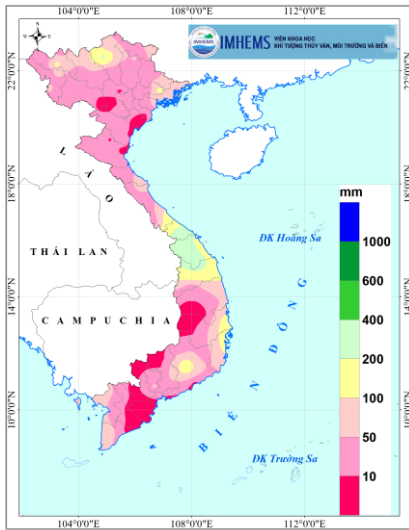 104°0'0"E
108°0'0"E
112°0'0"E
N
IMHEMS
IMHEMS
VIỆN KHOA HỌC
KHÍ TƯỢNG THỦY VĂN, MÔI TRƯỜNG VÀ BIỂN
22°0'0"N
22°0'0"N
LÀO
18°0'0"N
18°0'0"N
mm
ĐK Hoàng Sa
1000
THÁI LAN
600
14°0'0"N
14°0'0"N
CAMPUCHIA
400
200
BIỂN ĐÔNG
100
10°0'0"N
10°0'0"N
50
ĐK Trường Sa
10
104°0'0"E
108°0'0"E
112°0'0"E